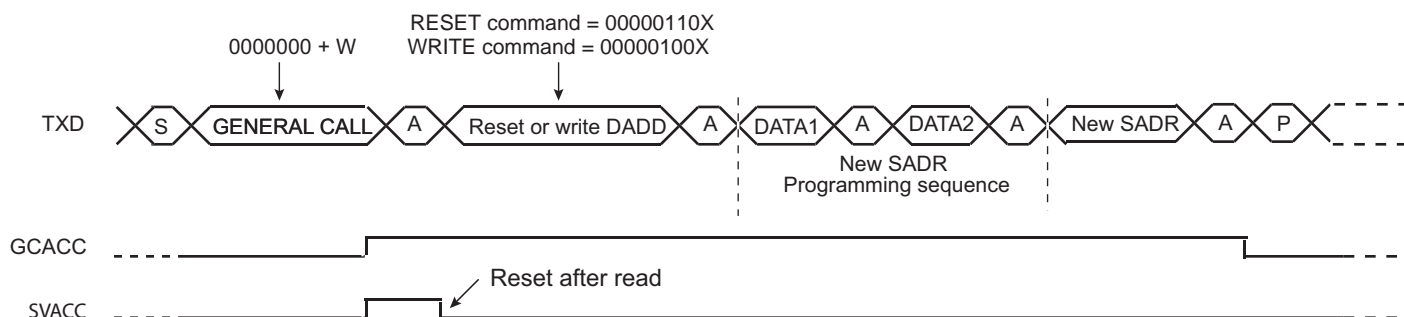 RESET command = 00000110X
0000000 + W
WRITE command = 00000100X
TXD
S
GENERAL CALL
A
Reset or write DADD
A
DATA1
A
DATA2
A
New SADR
A
P
New SADR
Programming sequence
GCACC
Reset after read
SVACC